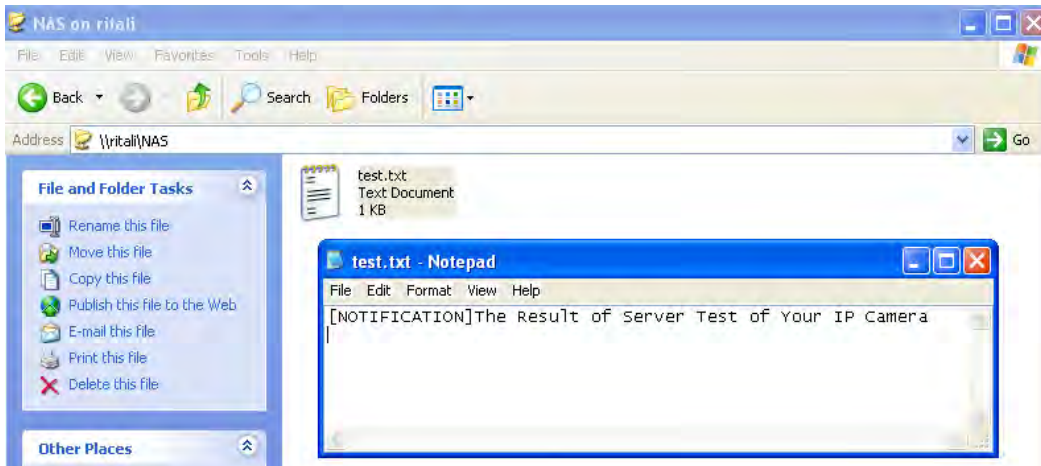 NAS on ritali
File Edit View Favorites Tools Help
Back Search Folders
Address \\ritali\NAS Go
File and Folder Tasks
Rename this file
Move this file
Copy this file
Publish this file to the Web
E-mail this file
Print this file
Delete this file
Other Places
test.txt
Text Document
1 KB
test.txt - Notepad
File Edit Format View Help
[NOTIFICATION]The Result of Server Test of Your IP Camera